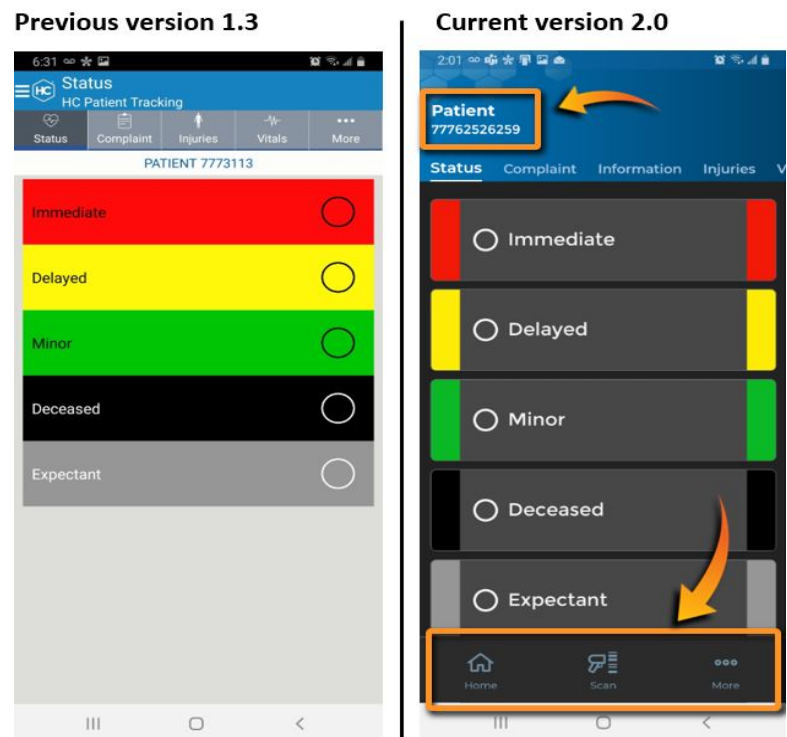 Previous version 1.3
6:31
HC
Status
HC Patient Tracking
Status Complaint Injuries Vitals More
PATIENT 7773113
Immediate
Delayed
Minor
Deceased
Expectant
Current version 2.0
2:01
Patient
77762526259
Status Complaint Information Injuries V
Immediate
Delayed
Minor
Deceased
Expectant
Home Scan More